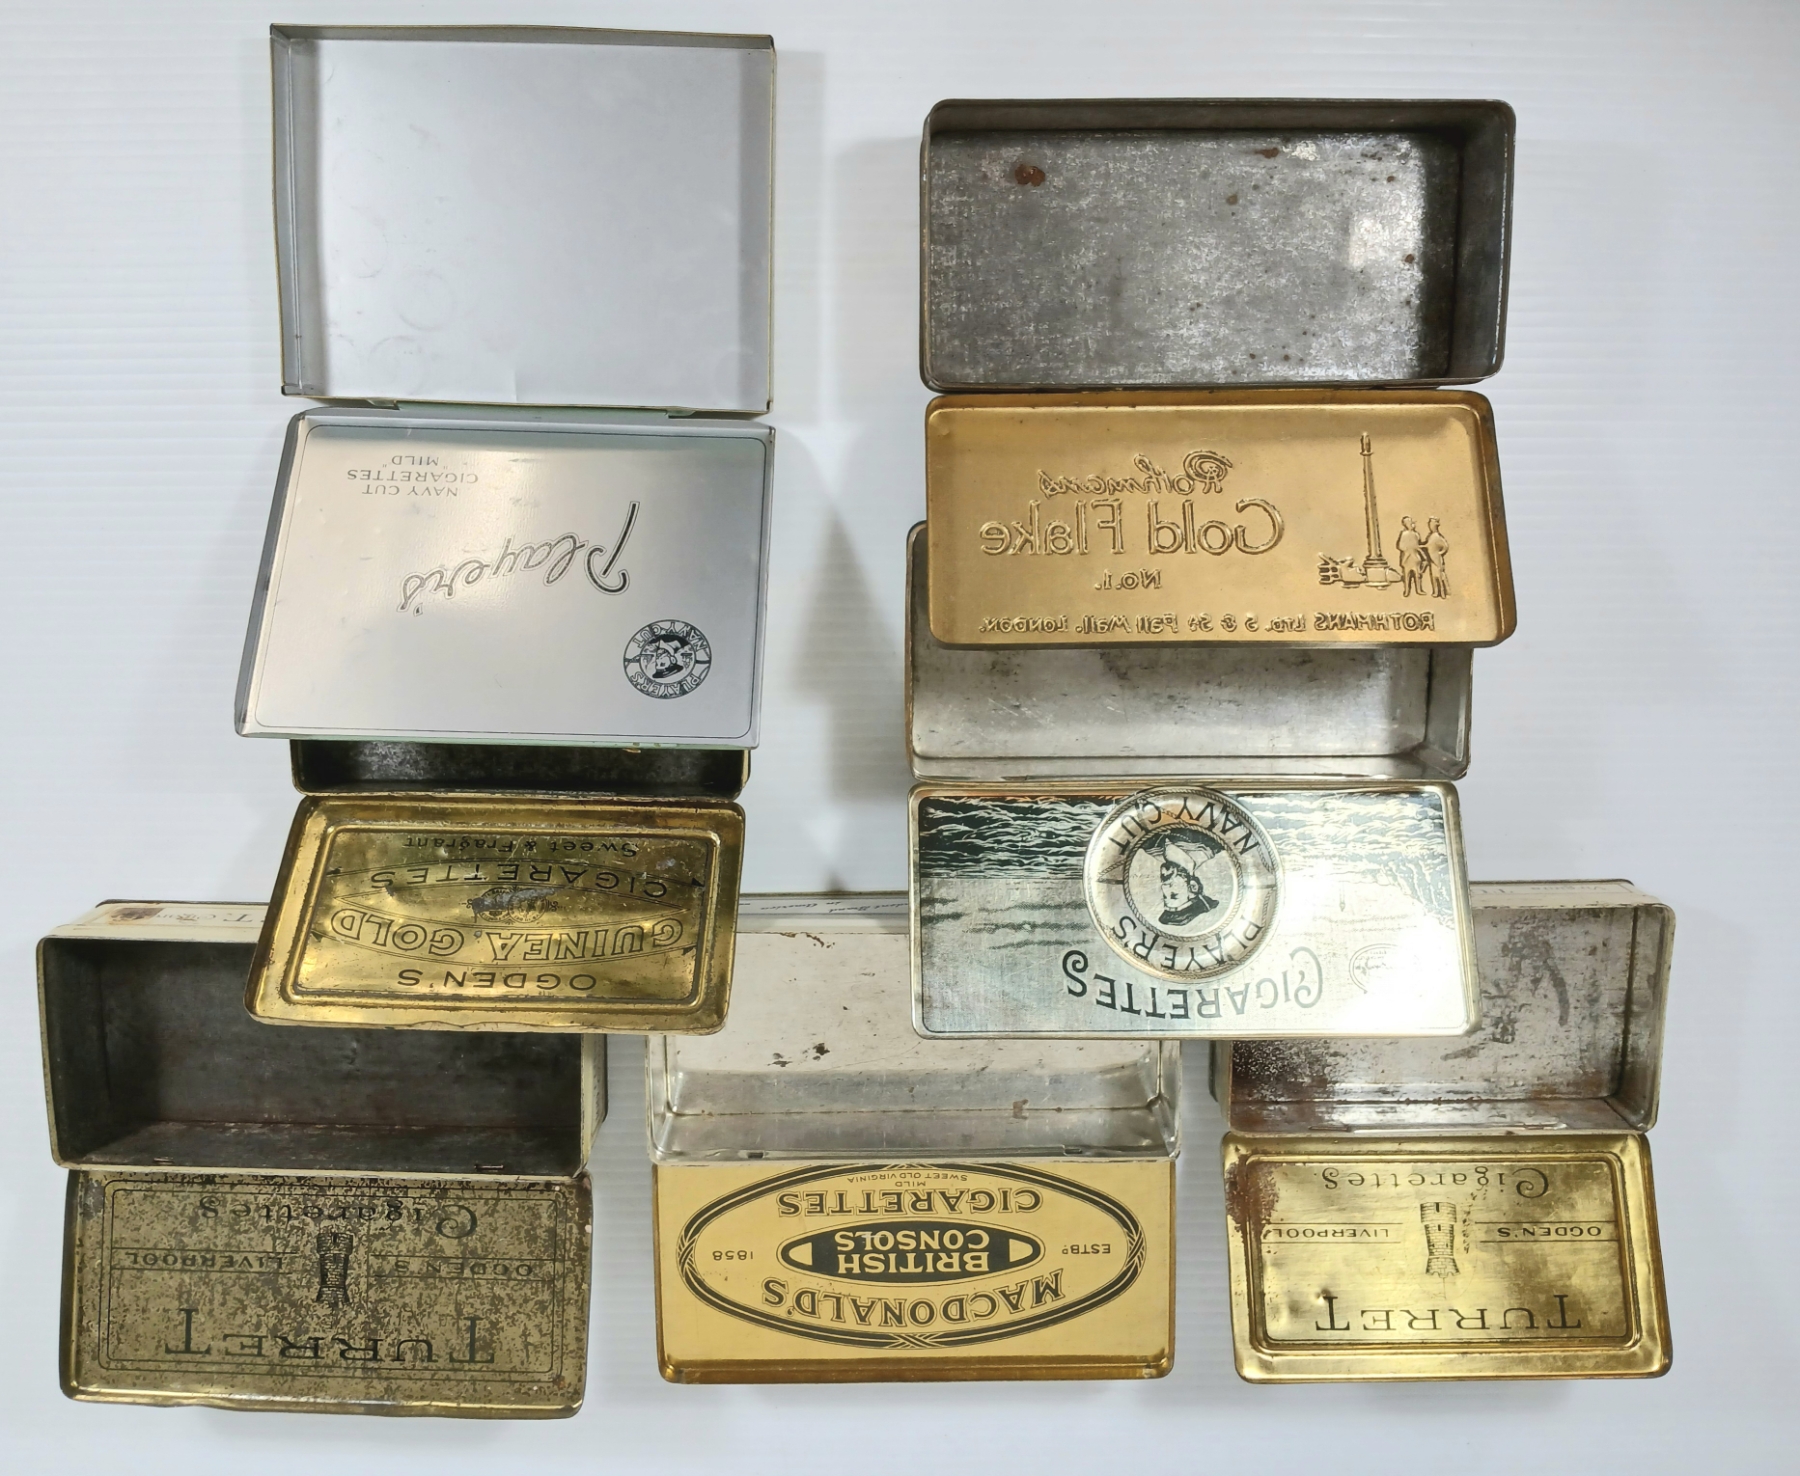 Player's
NAVY CUT
CIGARETTES
"MILD"
PLAYER'S
NAVY CUT
Rothmans
Gold Flake
No.1.
ROTHMANS LTD. 5 & 5A Pall Mall. LONDON.
OGDEN'S
GUINEA GOLD
CIGARETTES
Sweet & Fragrant
CIGARETTES
PLAYER'S
NAVY CUT
TURRET
OGDEN'S LIVERPOOL
Cigarettes
MACDONALD'S
ESTBD 1858
BRITISH
CONSOLS
CIGARETTES
MILD
SWEET OLD VIRGINIA
TURRET
OGDEN'S LIVERPOOL
Cigarettes